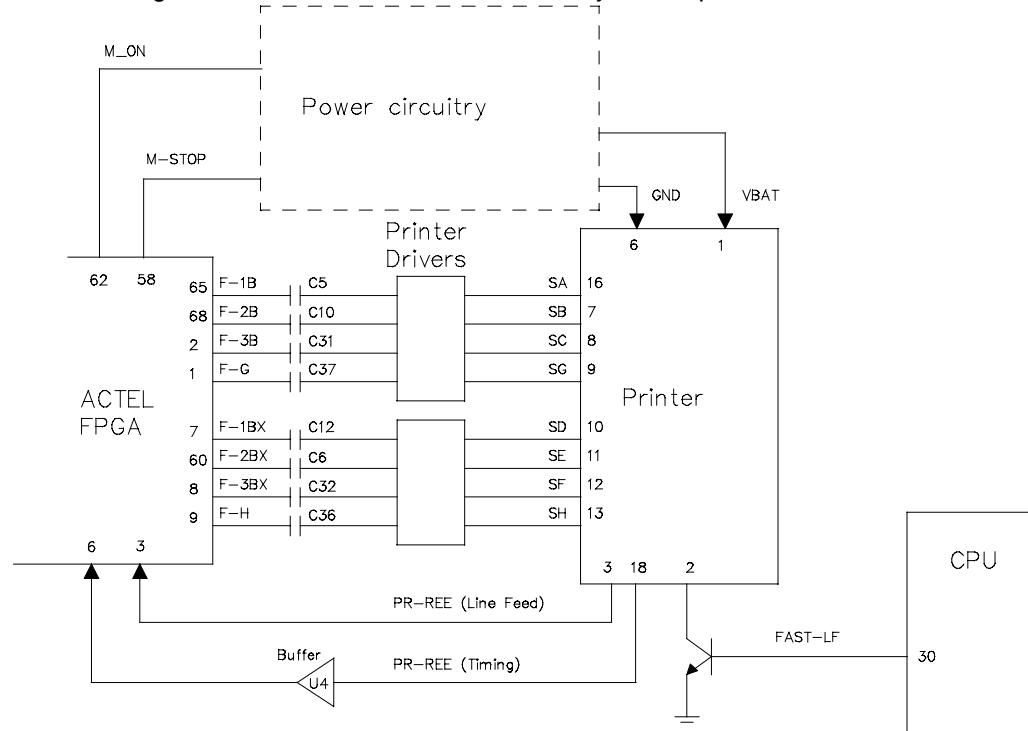 M_ON
Power circuitry
M-STOP
GND
VBAT
Printer
Drivers
6
1
62
58
65 F-1B C5 SA 16
68 F-2B C10 SB 7
2 F-3B C31 SC 8
1 F-G C37 SG 9
ACTEL
FPGA
Printer
7 F-1BX C12 SD 10
60 F-2BX C6 SE 11
8 F-3BX C32 SF 12
9 F-H C36 SH 13
6 3
3 18 2
CPU
PR-REE (Line Feed)
FAST-LF
30
Buffer
PR-REE (Timing)
U4